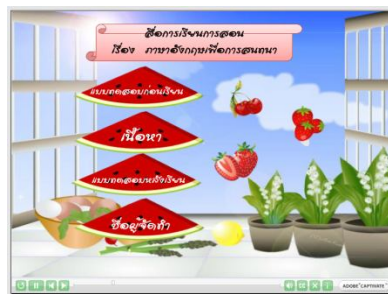 สื่อการเรียนการสอน
เรื่อง ภาษาอังกฤษเพื่อการสนทนา
แบบทดสอบก่อนเรียน
เนื้อหา
แบบทดสอบหลังเรียน
ชื่อผู้จัดทำ
ADOBE CAPTIVATE